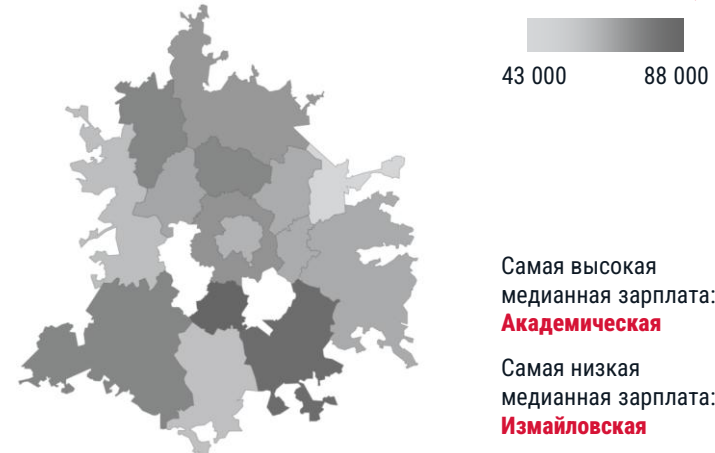 43 000 88 000
Самая высокая
медианная зарплата:
Академическая
Самая низкая
медианная зарплата:
Измайловская